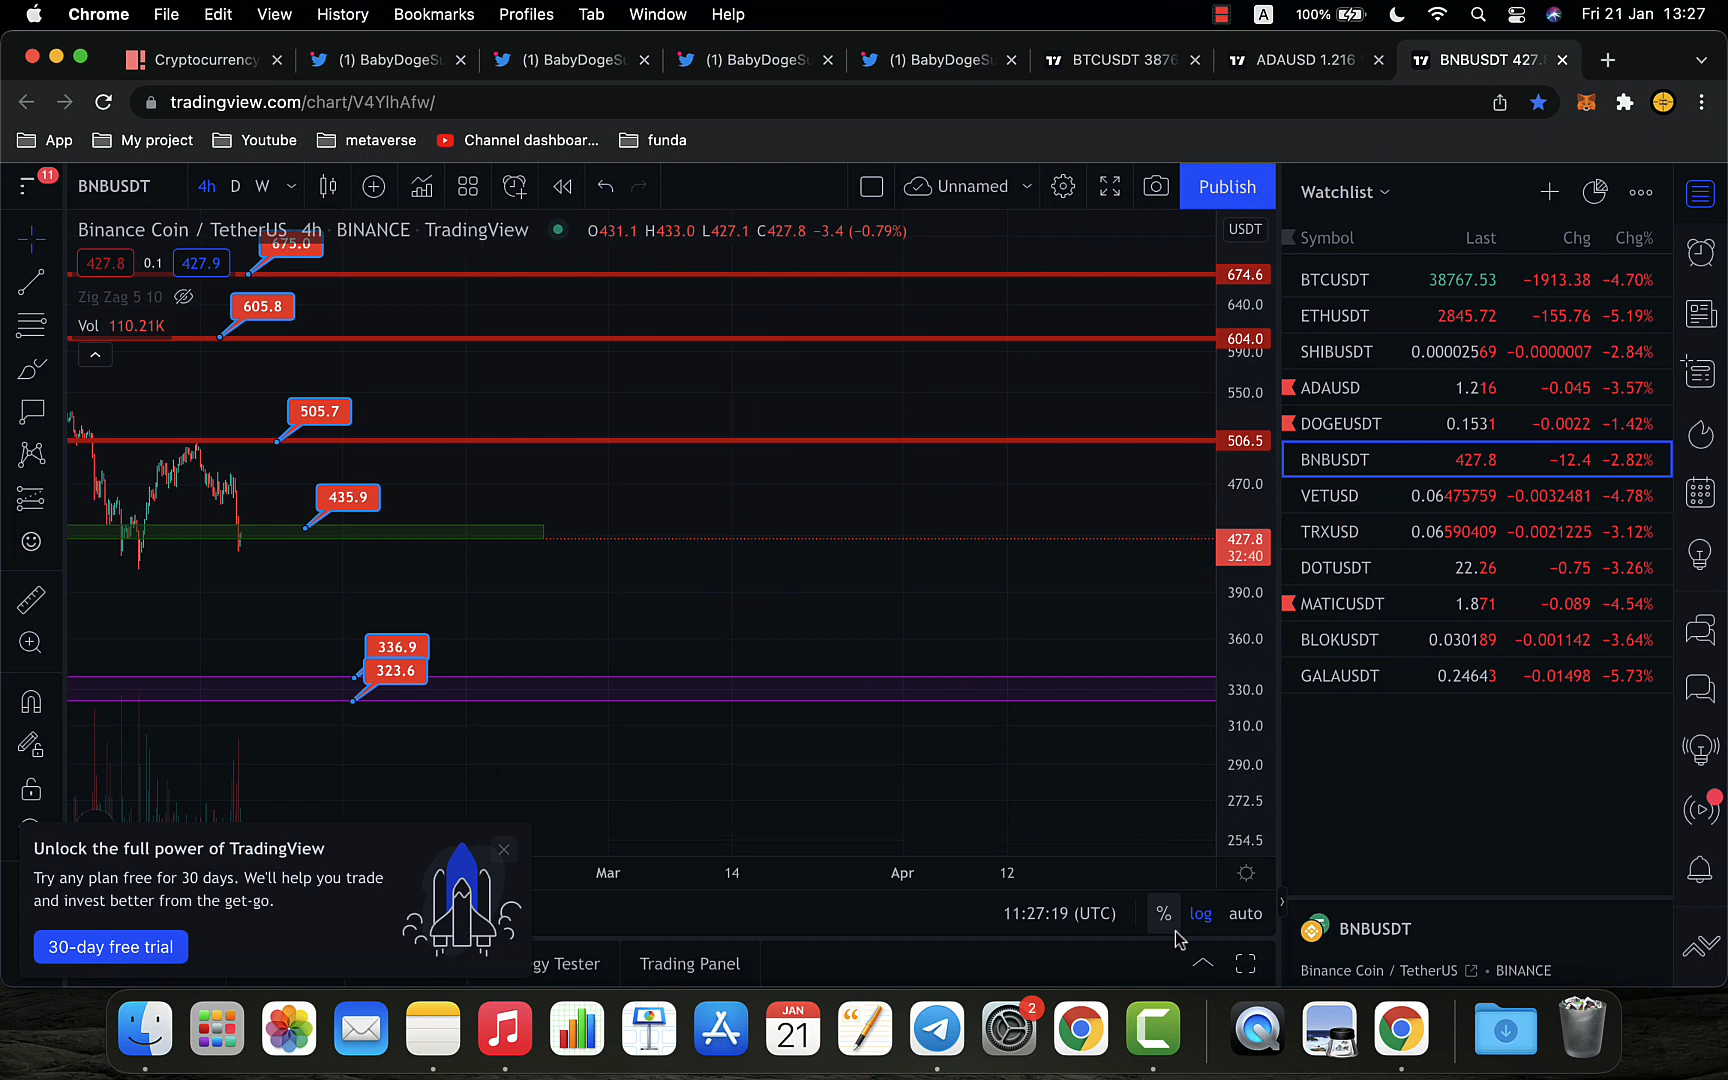 Chrome File Edit View History Bookmarks Profiles Tab Window Help A 100% Fri 21 Jan 13:27
Cryptocurrency (1) BabyDogeSu (1) BabyDogeSu (1) BabyDogeSu (1) BabyDogeSu BTCUSDT 3876 ADAUSD 1.216 BNBUSDT 427.8
tradingview.com/chart/V4YlhAfw/
App My project Youtube metaverse Channel dashboar... funda
11 BNBUSDT 4h D W Unnamed Publish Watchlist
Binance Coin / TetherUS 4h BINANCE TradingView O431.1 H433.0 L427.1 C427.8 −3.4 (−0.79%) USDT
Symbol Last Chg Chg%
675.0
427.8 0.1 427.9
674.6
Zig Zag 5 10
605.8
640.0
Vol 110.21K
604.0
590.0
550.0
505.7
506.5
470.0
435.9
427.8
32:40
390.0
360.0
336.9
323.6
330.0
310.0
290.0
272.5
254.5
BTCUSDT 38767.53 −1913.38 −4.70%
ETHUSDT 2845.72 −155.76 −5.19%
SHIBUSDT 0.00002569 −0.0000007 −2.84%
ADAUSD 1.216 −0.045 −3.57%
DOGEUSDT 0.1531 −0.0022 −1.42%
BNBUSDT 427.8 −12.4 −2.82%
VETUSD 0.06475759 −0.0032481 −4.78%
TRXUSD 0.06590409 −0.0021225 −3.12%
DOTUSDT 22.26 −0.75 −3.26%
MATICUSDT 1.871 −0.089 −4.54%
BLOKUSDT 0.030189 −0.001142 −3.64%
GALAUSDT 0.24643 −0.01498 −5.73%
Unlock the full power of TradingView
Try any plan free for 30 days. We'll help you trade
and invest better from the get-go.
30-day free trial
Mar 14 Apr 12
11:27:19 (UTC) % log auto
gy Tester Trading Panel
BNBUSDT
Binance Coin / TetherUS • BINANCE
JAN
21
2